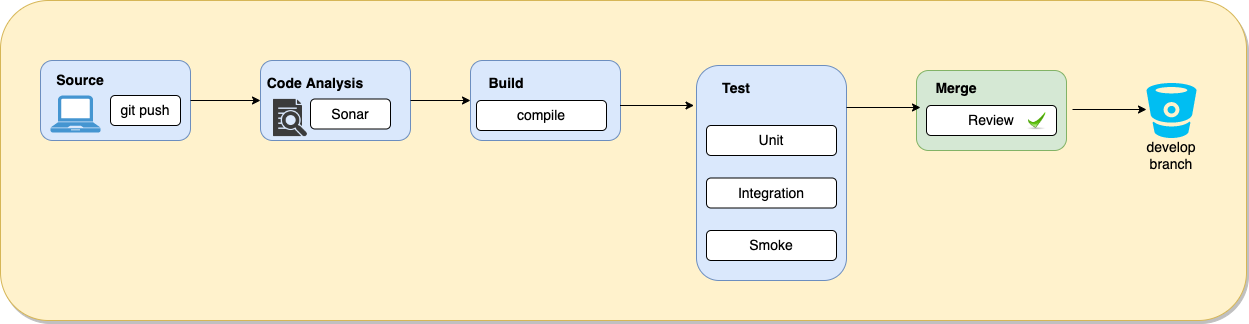 Source
git push
Code Analysis
Sonar
Build
compile
Test
Unit
Integration
Smoke
Merge
Review
develop
branch